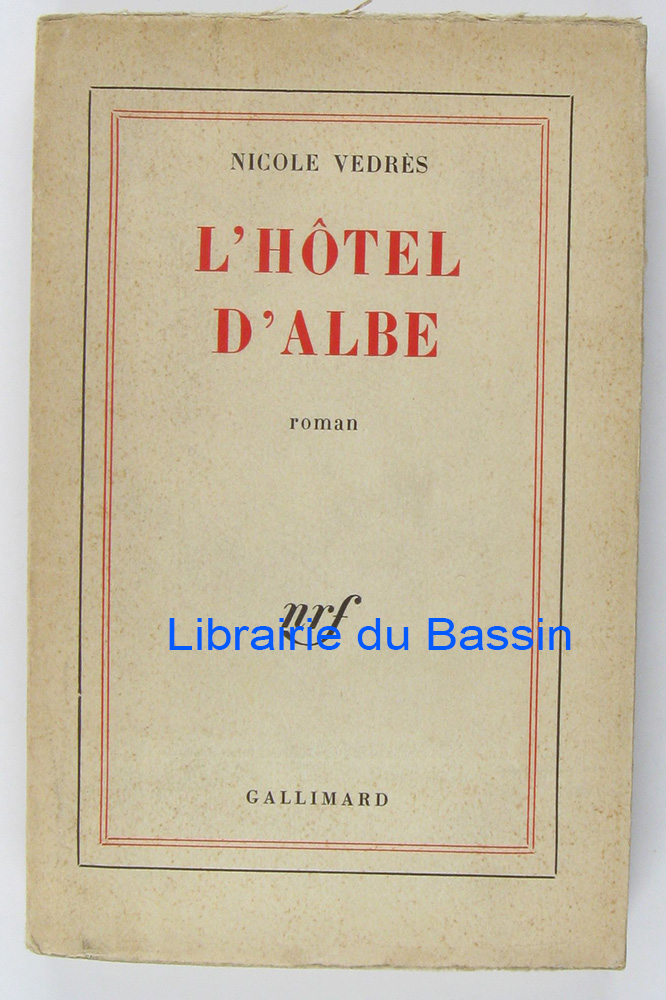 NICOLE VEDRÈS
L'HÔTEL
D'ALBE
roman
nrf
Librairie du Bassin
GALLIMARD